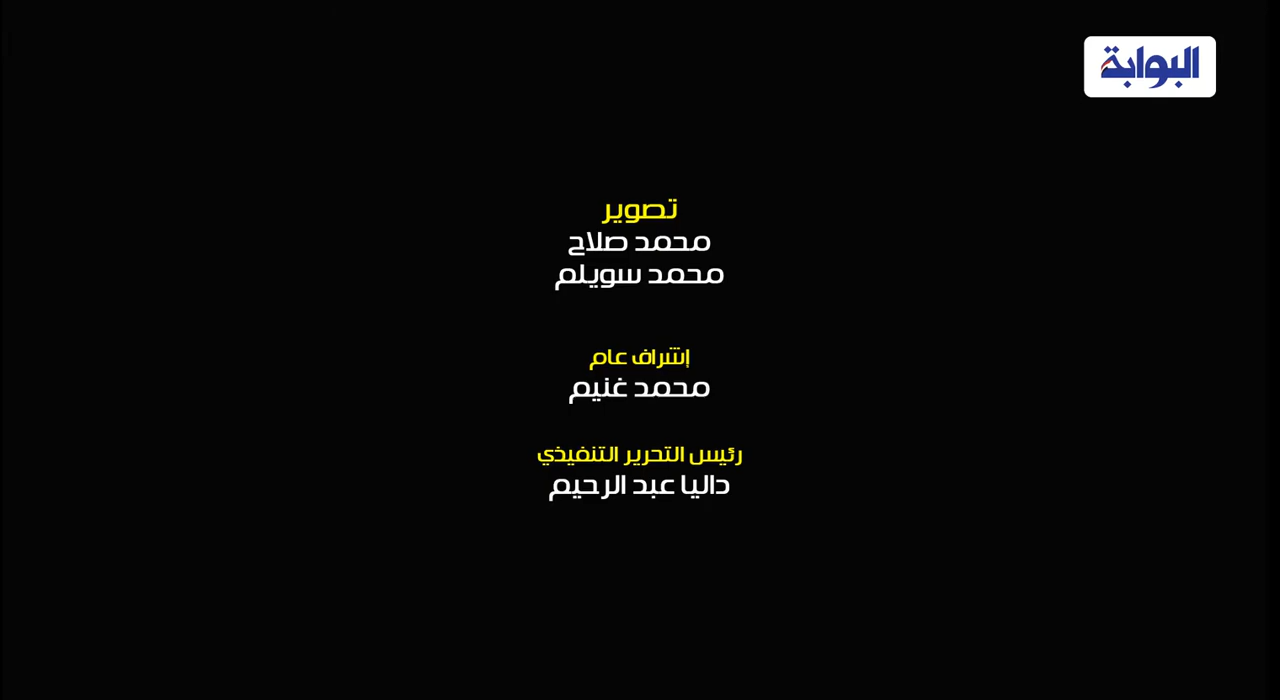 البوابة
تصوير
محمد صلاح
محمد سويلم
إشراف عام
محمد غنيم
رئيس التحرير التنفيذي
داليا عبد الرحيم